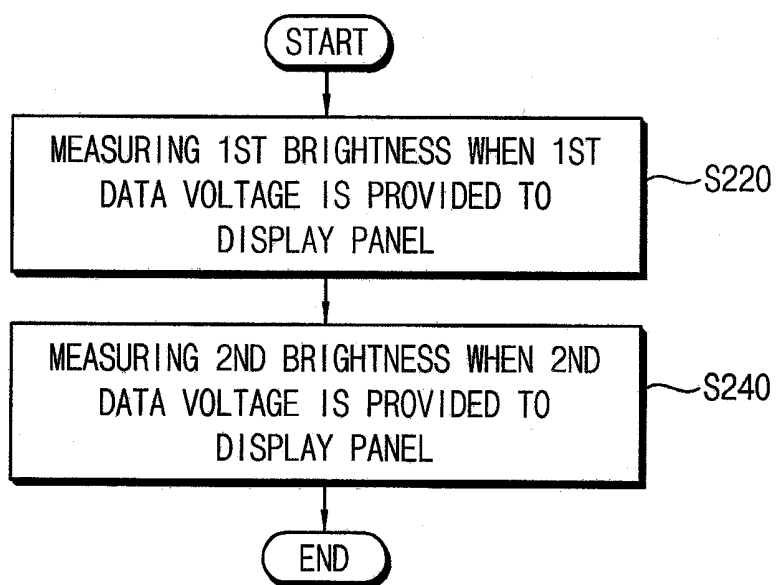 START
MEASURING 1ST BRIGHTNESS WHEN 1ST
DATA VOLTAGE IS PROVIDED TO
DISPLAY PANEL
S220
MEASURING 2ND BRIGHTNESS WHEN 2ND
DATA VOLTAGE IS PROVIDED TO
DISPLAY PANEL
S240
END